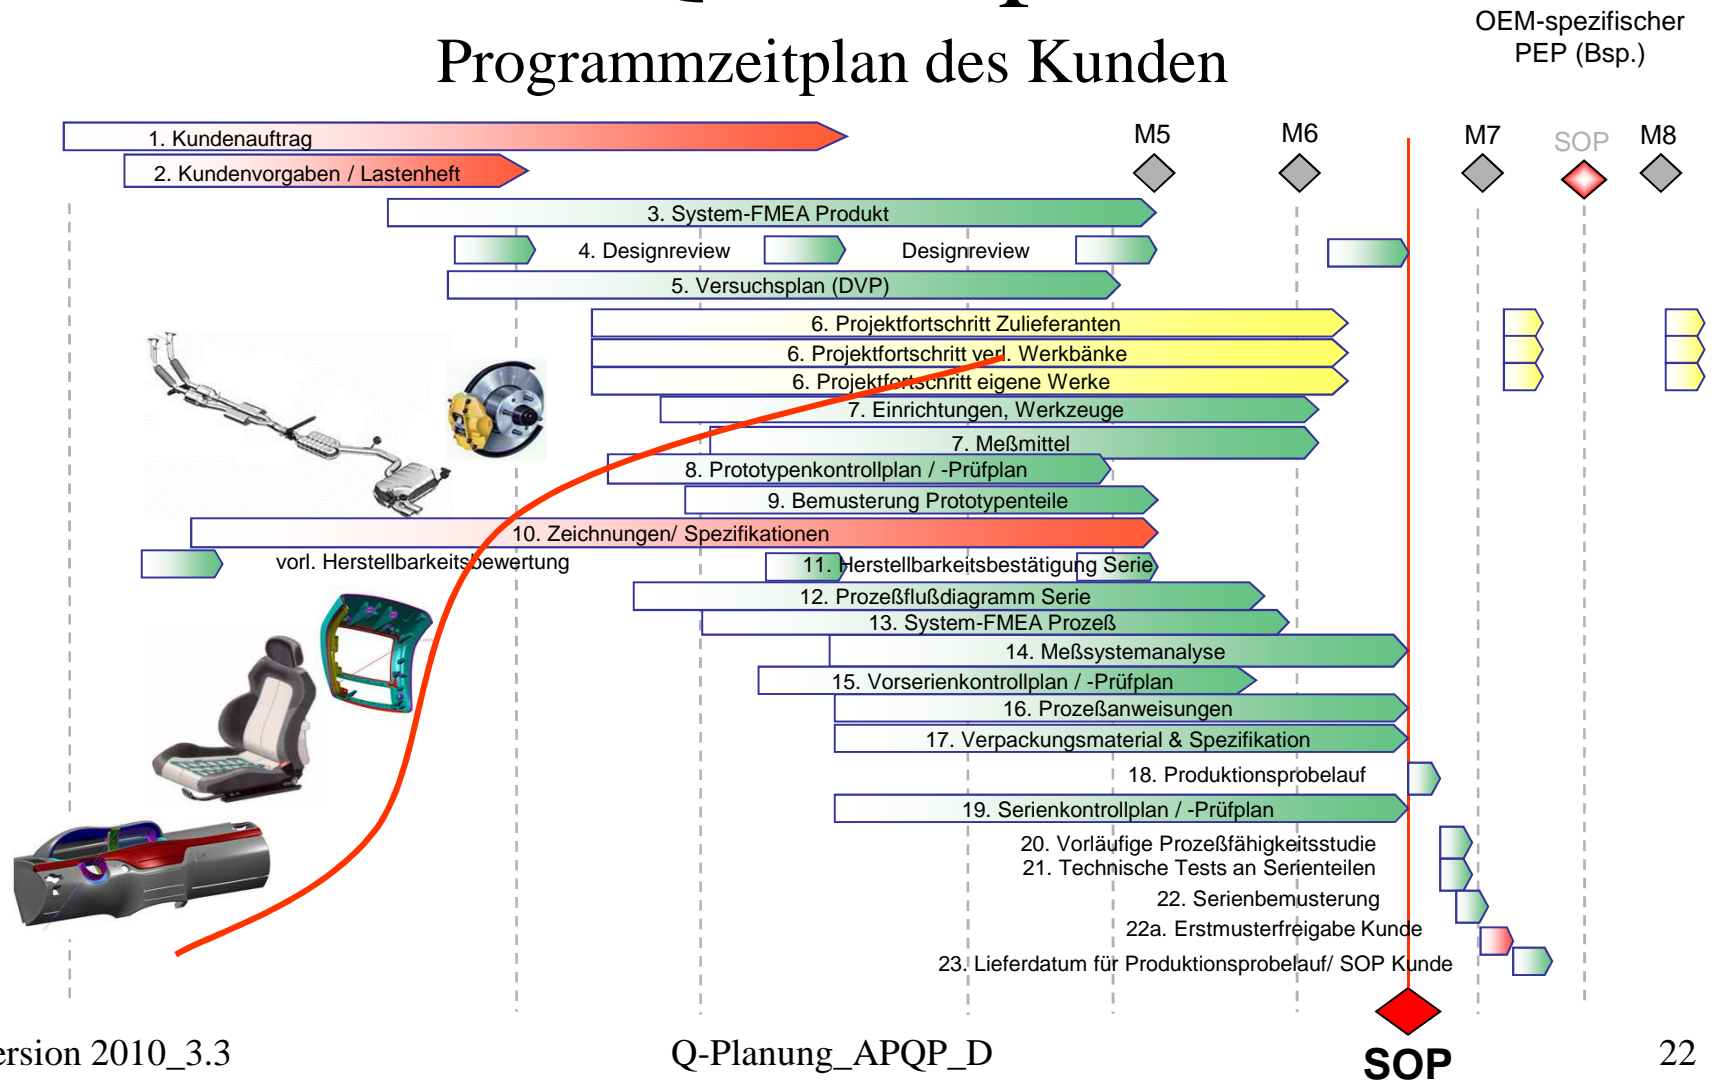 OEM-spezifischer
PEP (Bsp.)
Programmzeitplan des Kunden
1. Kundenauftrag
M5
M6
M7
SOP
M8
2. Kundenvorgaben / Lastenheft
3. System-FMEA Produkt
4. Designreview
Designreview
5. Versuchsplan (DVP)
6. Projektfortschritt Zulieferanten
6. Projektfortschritt verl. Werkbänke
6. Projektfortschritt eigene Werke
7. Einrichtungen, Werkzeuge
7. Meßmittel
8. Prototypenkontrollplan / -Prüfplan
9. Bemusterung Prototypenteile
10. Zeichnungen/ Spezifikationen
vorl. Herstellbarkeitsbewertung
11. Herstellbarkeitsbestätigung Serie
12. Prozeßflußdiagramm Serie
13. System-FMEA Prozeß
14. Meßsystemanalyse
15. Vorserienkontrollplan / -Prüfplan
16. Prozeßanweisungen
17. Verpackungsmaterial & Spezifikation
18. Produktionsprobelauf
19. Serienkontrollplan / -Prüfplan
20. Vorläufige Prozeßfähigkeitsstudie
21. Technische Tests an Serienteilen
22. Serienbemusterung
22a. Erstmusterfreigabe Kunde
23. Lieferdatum für Produktionsprobelauf/ SOP Kunde
SOP
ersion 2010_3.3
Q-Planung_APQP_D
22